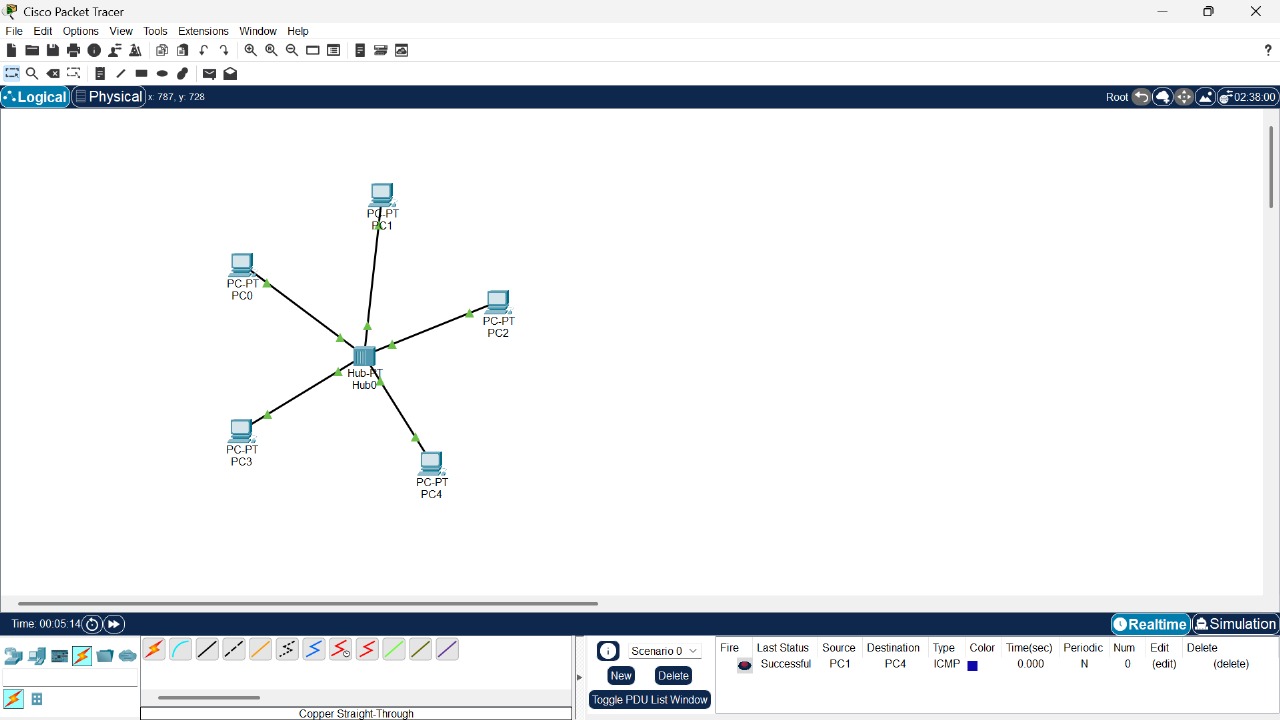 Cisco Packet Tracer
File Edit Options View Tools Extensions Window Help
?
Logical Physical x: 787, y: 728 Root 02:38:00
PC-PT
PC1
PC-PT
PC0
PC-PT
PC2
Hub-PT
Hub0
PC-PT
PC3
PC-PT
PC4
Time: 00:05:14 Realtime Simulation
Scenario 0
New Delete
Toggle PDU List Window
Fire Last Status Source Destination Type Color Time(sec) Periodic Num Edit Delete
Successful PC1 PC4 ICMP 0.000 N 0 (edit) (delete)
Copper Straight-Through